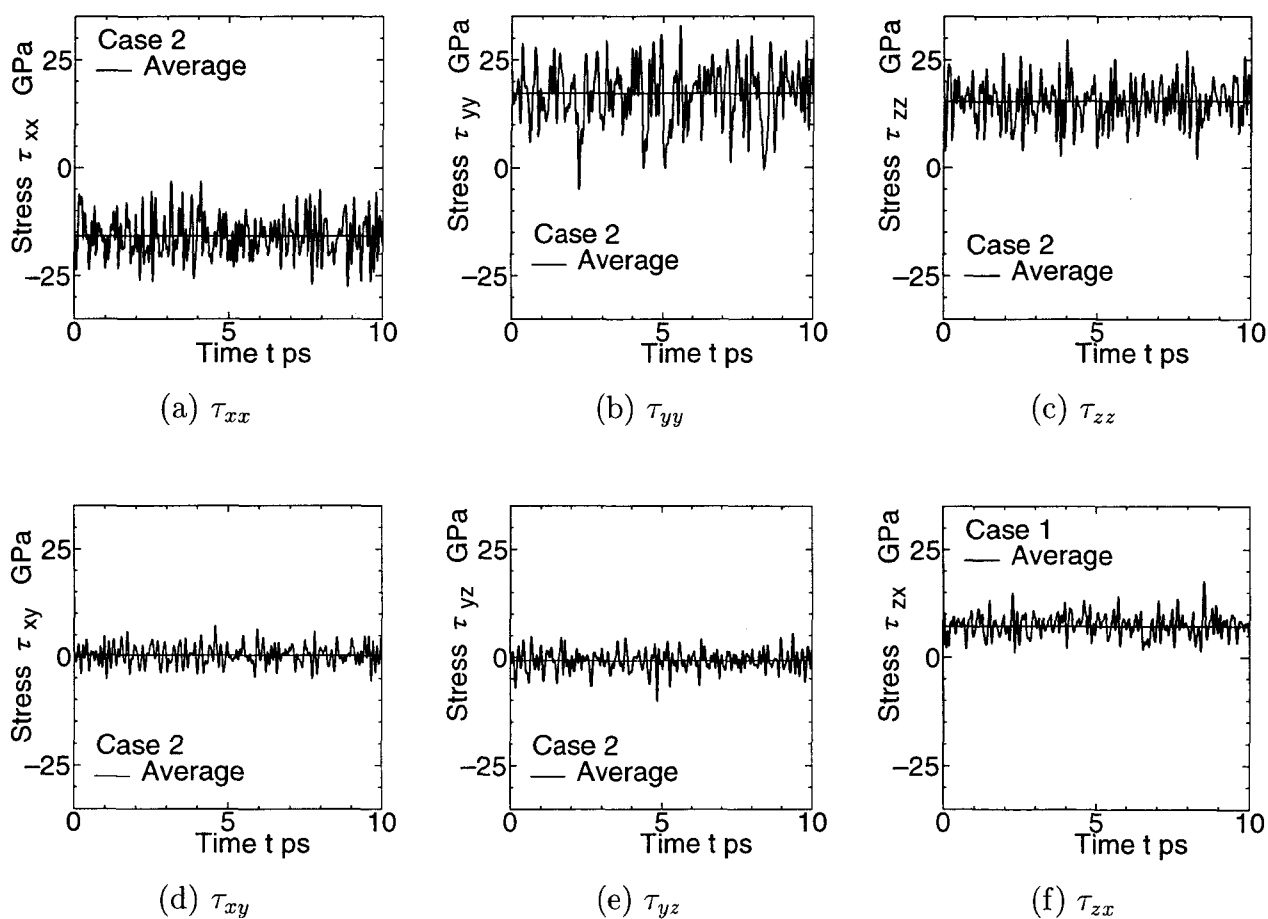 25
0
−25
Stress τ xx GPa
Case 2
— Average
0 5 10
Time t ps
(a) τxx
25
0
−25
Stress τ yy GPa
Case 2
— Average
0 5 10
Time t ps
(b) τyy
25
0
−25
Stress τ zz GPa
Case 2
— Average
0 5 10
Time t ps
(c) τzz
25
0
−25
Stress τ xy GPa
Case 2
— Average
0 5 10
Time t ps
(d) τxy
25
0
−25
Stress τ yz GPa
Case 2
— Average
0 5 10
Time t ps
(e) τyz
25
0
−25
Stress τ zx GPa
Case 1
— Average
0 5 10
Time t ps
(f) τzx